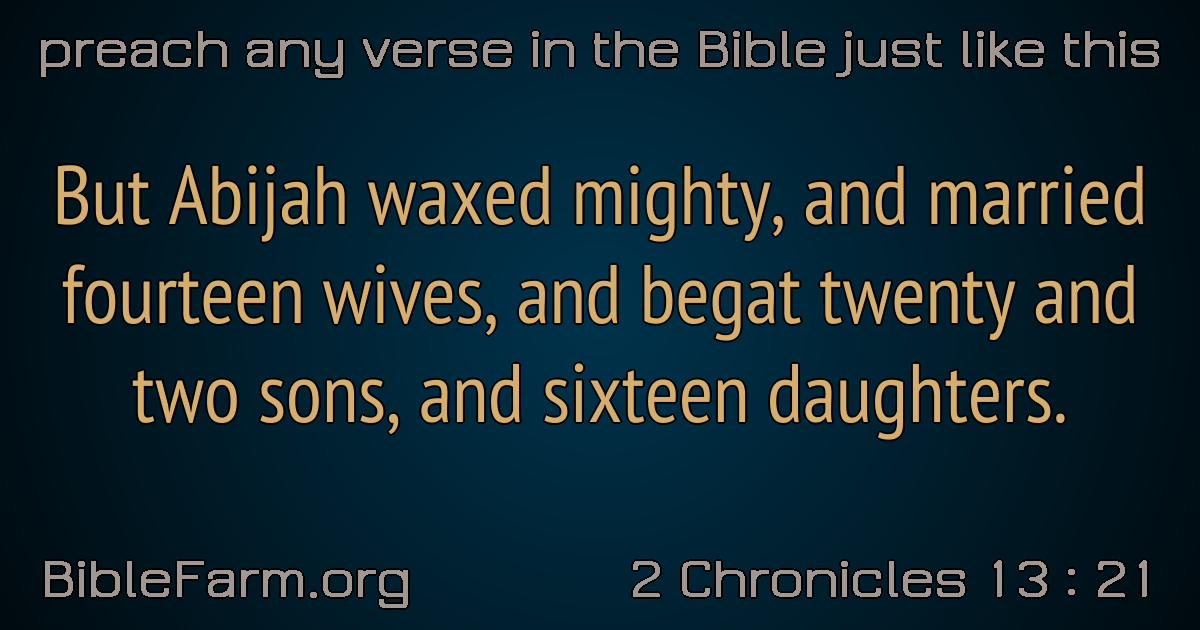 preach any verse in the Bible just like this
But Abijah waxed mighty, and married
fourteen wives, and begat twenty and
two sons, and sixteen daughters.
BibleFarm.org
2 Chronicles 13 : 21